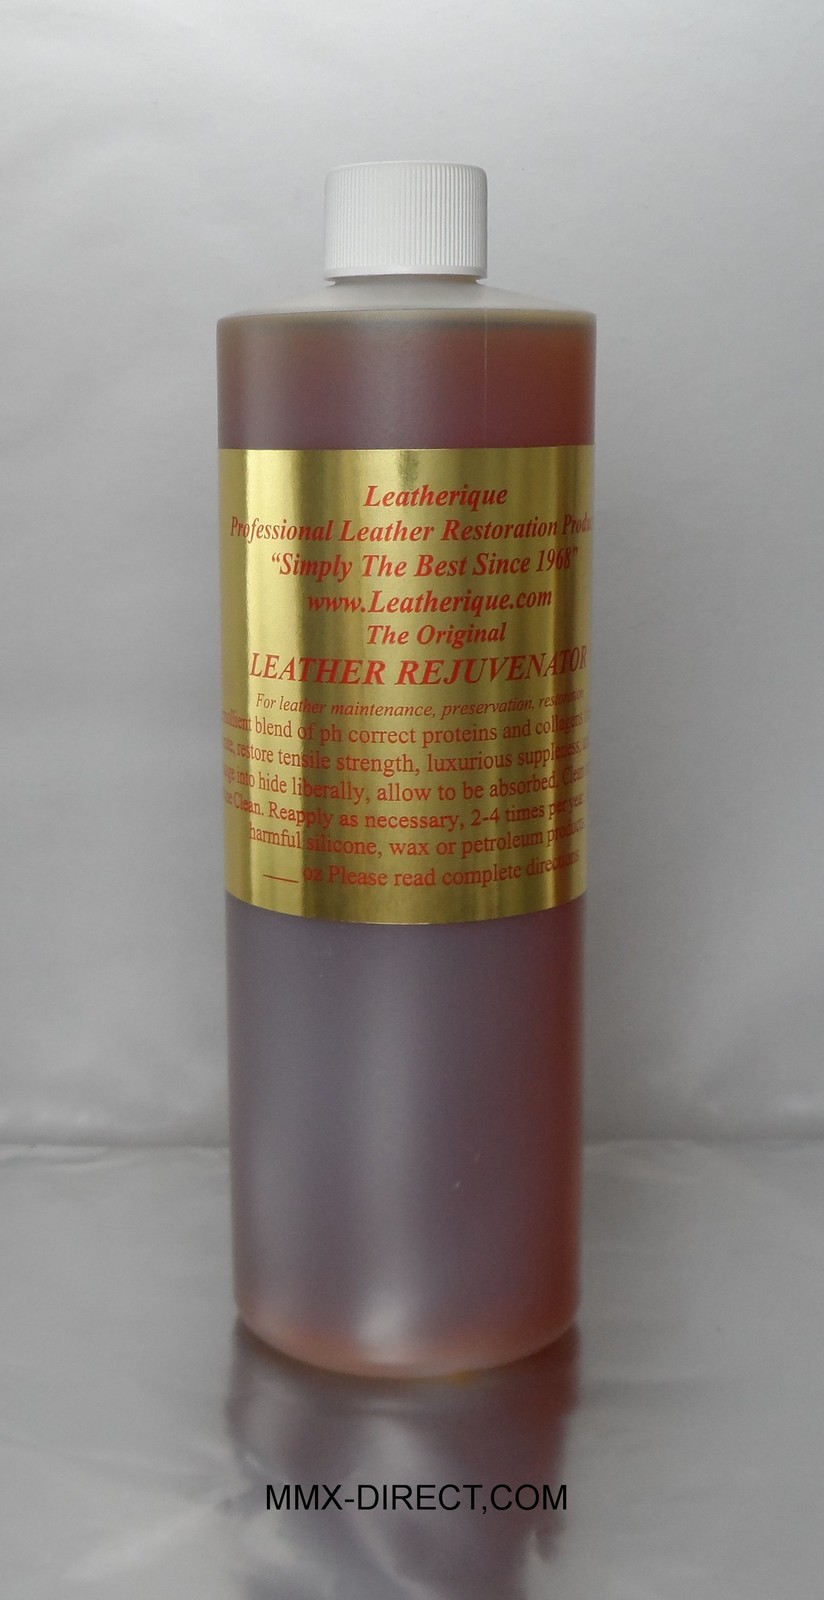 Leatherique
Professional Leather Restoration
"Simply The Best Since 1968"
www.Leatherique.com
The Original
LEATHER REJUVENATOR
For leather maintenance, preservation, restoration
blend of ph correct proteins and collagens
restore tensile strength, luxurious suppleness,
into hide liberally, allow to be absorbed.
Clean. Reapply as necessary, 2-4 times per year.
harmful silicone, wax or petroleum products
___ oz Please read complete directions
MMX-DIRECT,COM